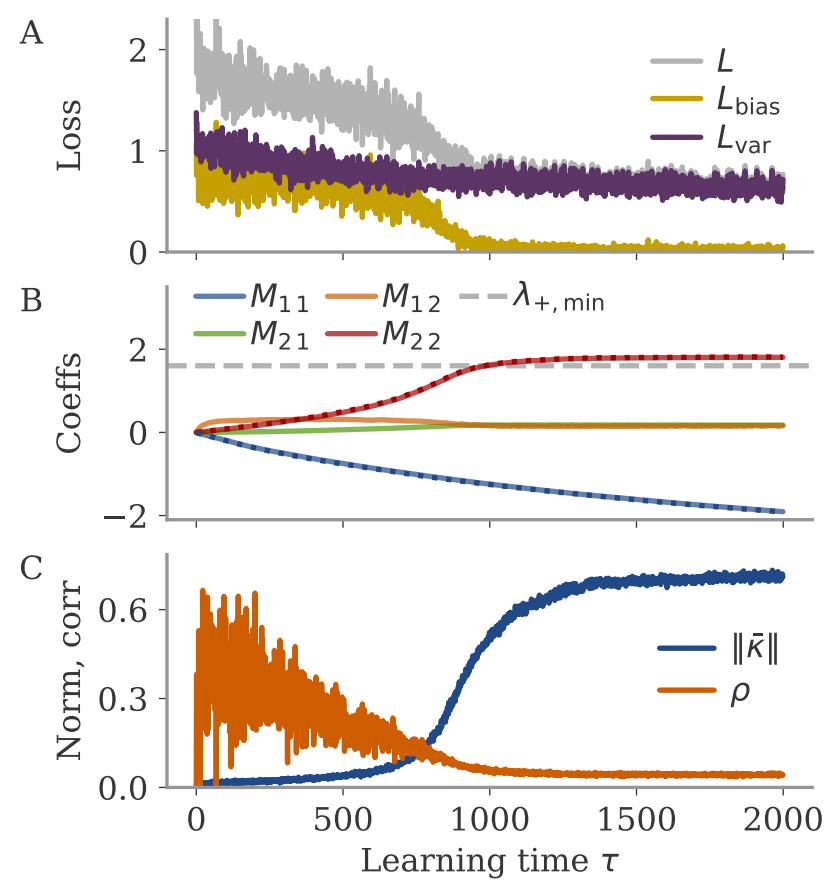 A
Loss
2
1
0
L
L_bias
L_var
B
Coeffs
2
0
−2
M_11 M_12 λ_+, min
M_21 M_22
C
Norm, corr
0.6
0.3
0.0
‖κ̄‖
ρ
0 500 1000 1500 2000
Learning time τ